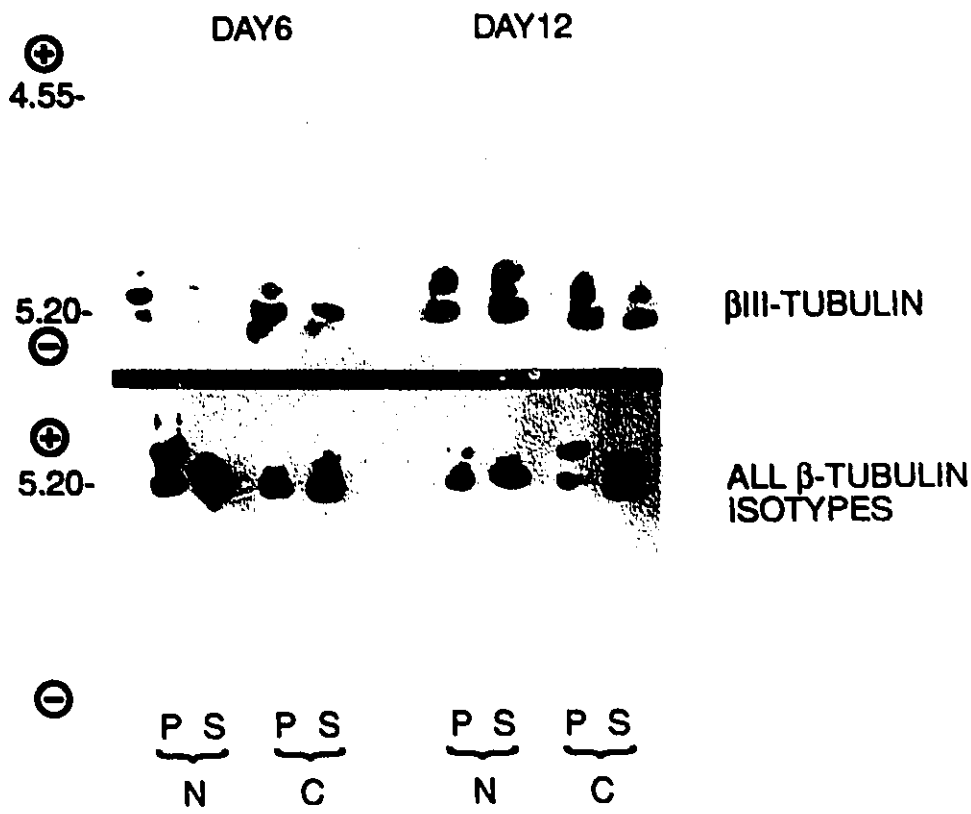 DAY6 DAY12
⊕
4.55-
5.20- βIII-TUBULIN
⊖
⊕
5.20- ALL β-TUBULIN
ISOTYPES
⊖
P S P S P S P S
N C N C